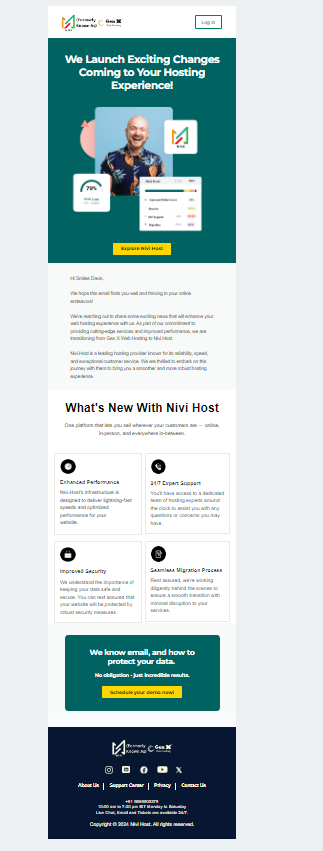 (Formerly
Known As)
Gen X
Log in
We Launch Exciting Changes
Coming to Your Hosting
Experience!
NIVI
79%
Nivi Host
Explore Nivi Host
Hi Smiles Davis,
We hope this email finds you well and thriving in your online
endeavors!
We're reaching out to share some exciting news that will enhance your
web hosting experience with us. As part of our commitment to
providing cutting-edge services and improved performance, we are
transitioning from Gen X Web Hosting to Nivi Host.
Nivi Host is a leading hosting provider known for its reliability, speed,
and exceptional customer service. We are thrilled to embark on this
journey with them to bring you a smoother and more robust hosting
experience.
What's New With Nivi Host
One platform that lets you sell wherever your customers are — online,
in-person, and everywhere in-between.
Enhanced Performance
Nivi Host's infrastructure is
designed to deliver lightning-fast
speeds and optimized
performance for your
website.
24/7 Expert Support
You'll have access to a dedicated
team of hosting experts around
the clock to assist you with any
questions or concerns you may
have.
Improved Security
We understand the importance of
keeping your data safe and
secure. You can rest assured that
your website will be protected by
robust security measures.
Seamless Migration Process
Rest assured, we're working
diligently behind the scenes to
ensure a smooth transition with
minimal disruption to your
services.
We know email, and how to
protect your data.
No obligation - just incredible results.
Schedule your demo now!
(Formerly
Known As)
Gen X
About Us
Support Center
Privacy
Contact Us
10:00 am to 7:30 pm IST Monday to Saturday
Live Chat, Email and Tickets are available 24/7.
Copyright © 2024 Nivi Host. All rights reserved.